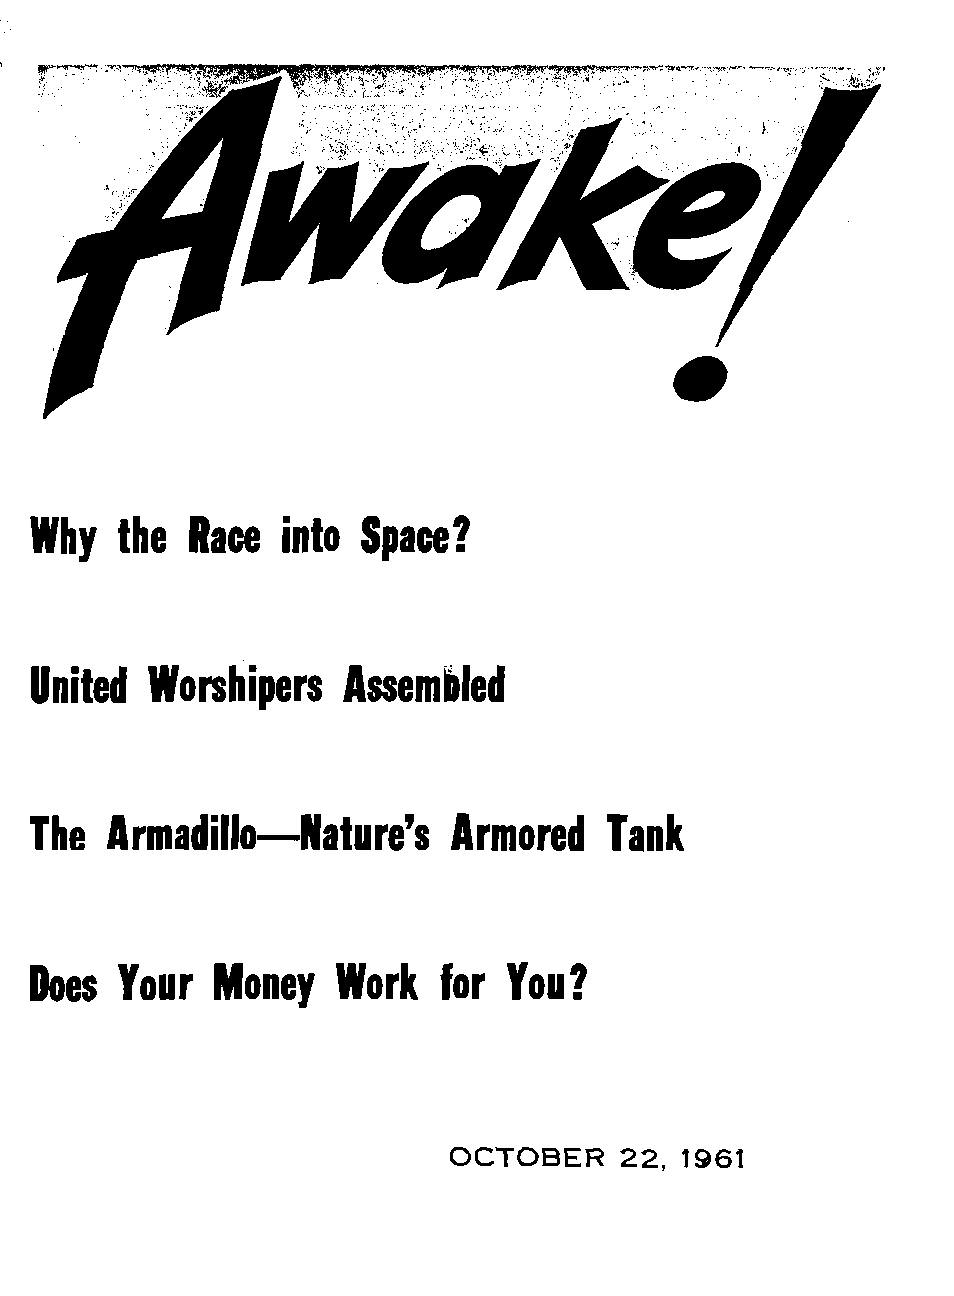 Awake!
Why the Race into Space?
United Worshipers Assembled
The Armadillo—Nature's Armored Tank
Does Your Money Work for You?
OCTOBER 22, 1961